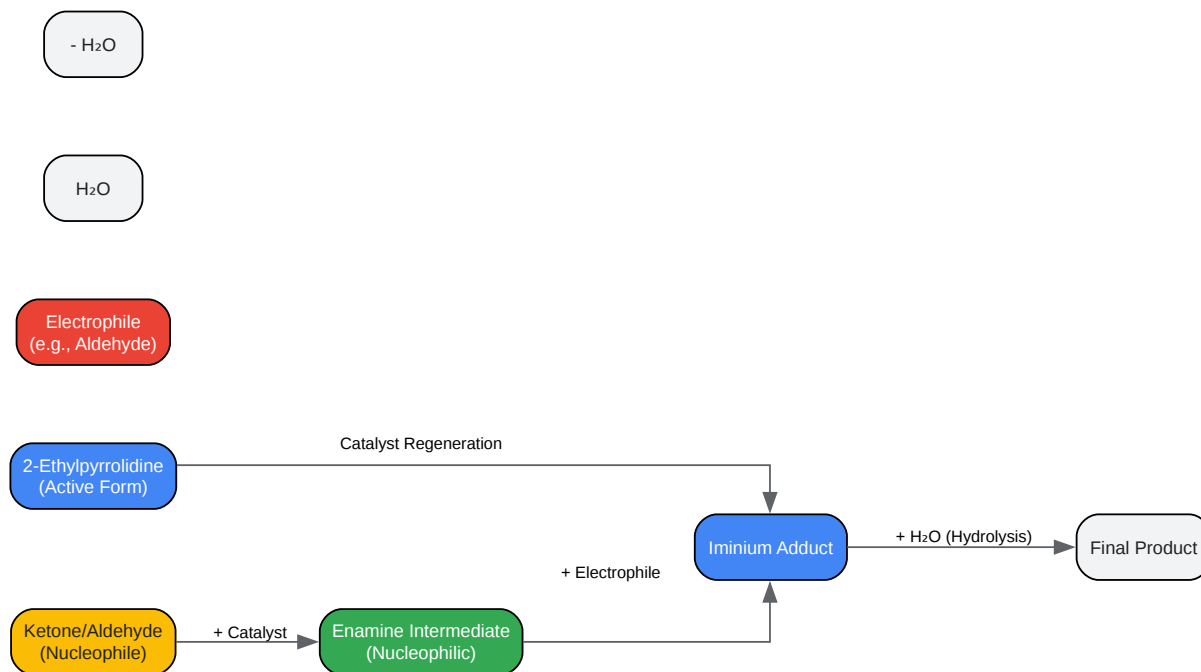 - H₂O
H₂O
Electrophile
(e.g., Aldehyde)
2-Ethylpyrrolidine
(Active Form)
Catalyst Regeneration
Iminium Adduct
+ H₂O (Hydrolysis)
Final Product
+ Electrophile
Ketone/Aldehyde
(Nucleophile)
+ Catalyst
Enamine Intermediate
(Nucleophilic)